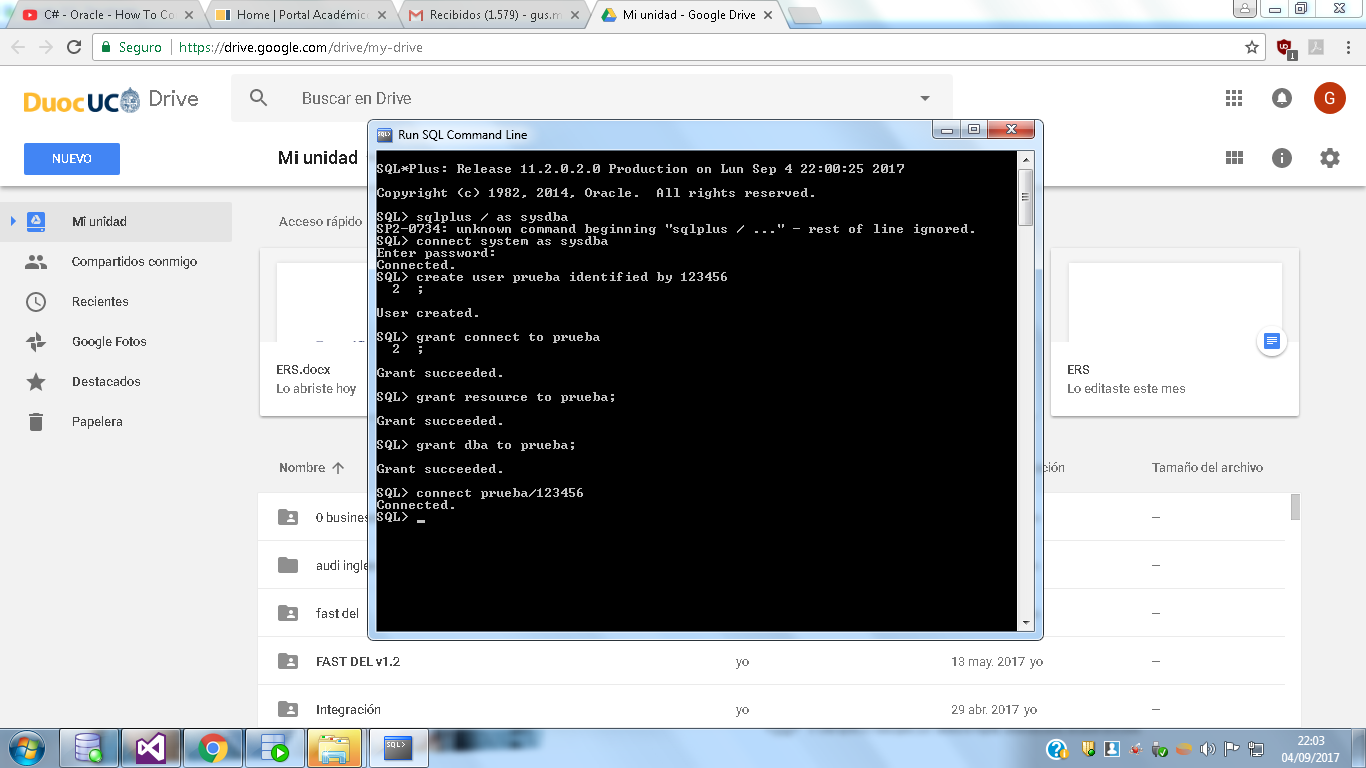 C# - Oracle - How To Co
Home | Portal Académic
Recibidos (1.579) - gus.m
Mi unidad - Google Drive
Seguro https://drive.google.com/drive/my-drive
1
DuocUC Drive
Buscar en Drive
G
NUEVO
Mi unidad
Mi unidad
Compartidos conmigo
Recientes
Google Fotos
Destacados
Papelera
Acceso rápido
ERS.docx
Lo abriste hoy
ERS
Lo editaste este mes
Run SQL Command Line
SQL*Plus: Release 11.2.0.2.0 Production on Lun Sep 4 22:00:25 2017
Copyright (c) 1982, 2014, Oracle.  All rights reserved.
SQL> sqlplus / as sysdba
SP2-0734: unknown command beginning "sqlplus / ..." - rest of line ignored.
SQL> connect system as sysdba
Enter password:
Connected.
SQL> create user prueba identified by 123456
2 ;
User created.
SQL> grant connect to prueba
2 ;
Grant succeeded.
SQL> grant resource to prueba;
Grant succeeded.
SQL> grant dba to prueba;
Grant succeeded.
SQL> connect prueba/123456
Connected.
SQL> _
Nombre ción Tamaño del archivo
0 busines –
audi ingle –
fast del –
FAST DEL v1.2 yo 13 may. 2017 yo –
Integración yo 29 abr. 2017 yo –
SQL>
22:03
04/09/2017